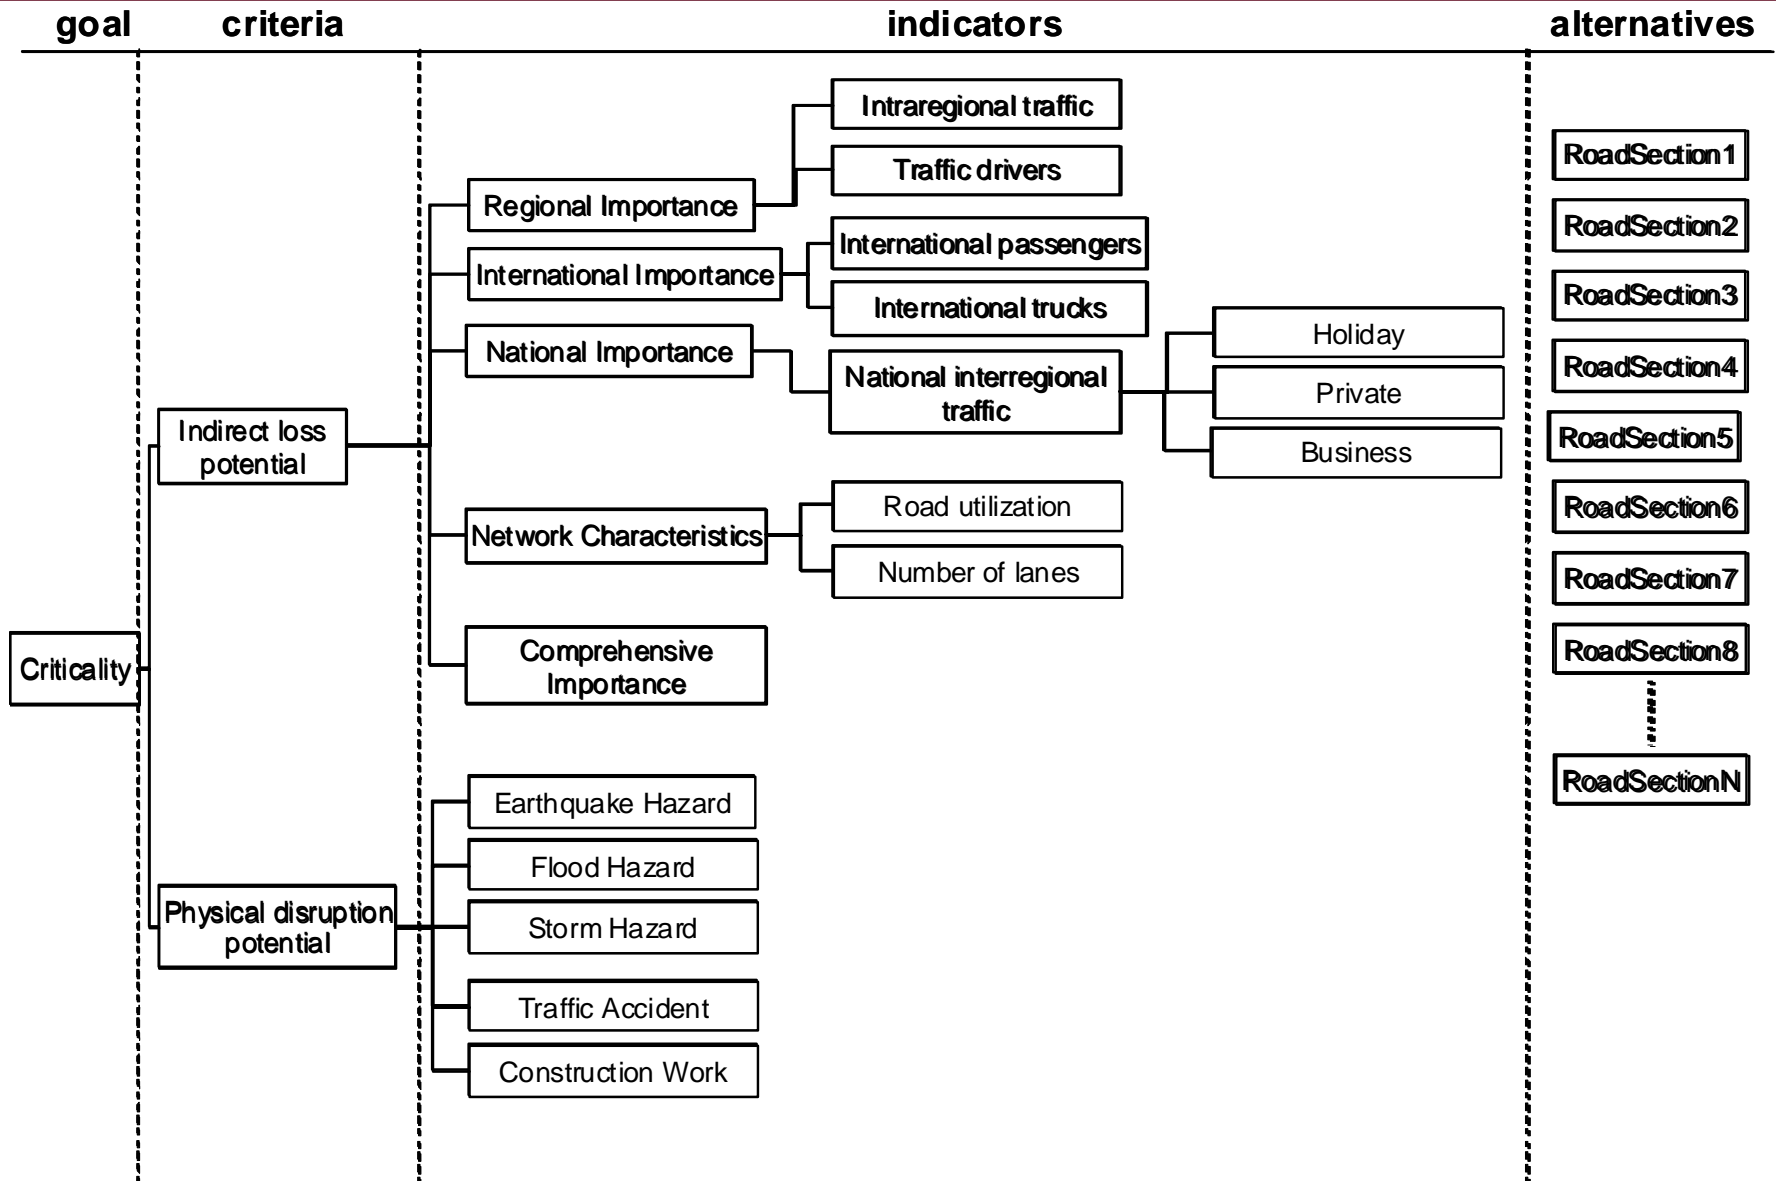 goal criteria indicators alternatives
Intraregional traffic
Traffic drivers
Regional Importance
International passengers
International Importance
International trucks
National Importance
National interregional
traffic
Holiday
Private
Business
Indirect loss
potential
Road utilization
Network Characteristics
Number of lanes
Comprehensive
Importance
Criticality
Earthquake Hazard
Flood Hazard
Physical disruption
potential
Storm Hazard
Traffic Accident
Construction Work
RoadSection1
RoadSection2
RoadSection3
RoadSection4
RoadSection5
RoadSection6
RoadSection7
RoadSection8
RoadSectionN